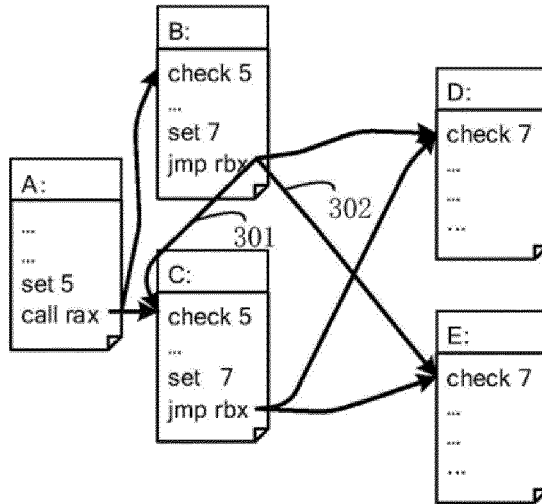 A:
...
...
set 5
call rax
B:
check 5
...
set 7
jmp rbx
301
302
C:
check 5
...
set 7
jmp rbx
D:
check 7
...
...
...
E:
check 7
...
...
...